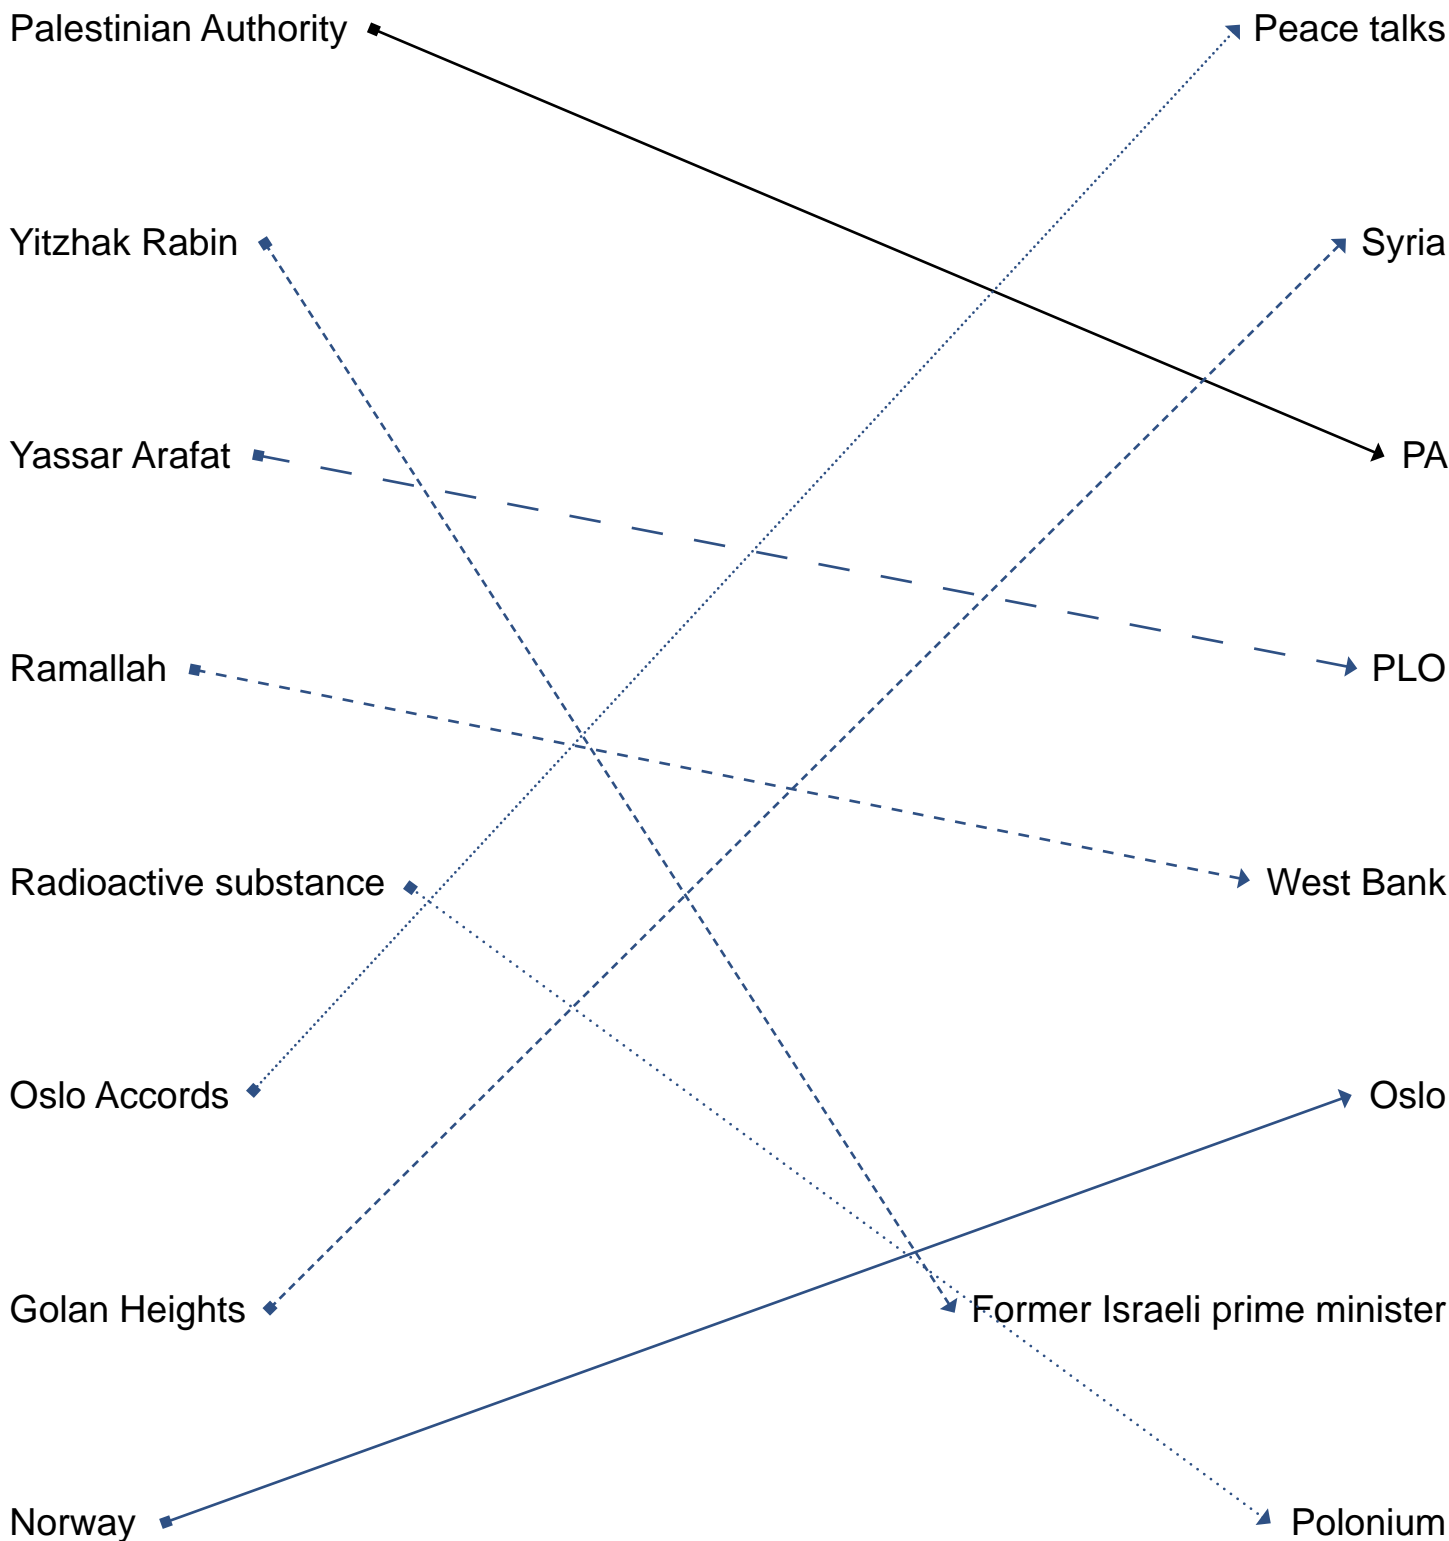 Palestinian Authority Peace talks
Yitzhak Rabin Syria
Yassar Arafat PA
Ramallah PLO
Radioactive substance West Bank
Oslo Accords Oslo
Golan Heights Former Israeli prime minister
Norway Polonium